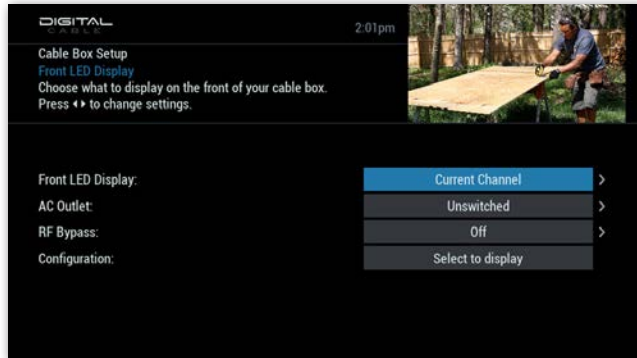 DIGITAL
CABLE
2:01pm
Cable Box Setup
Front LED Display
Choose what to display on the front of your cable box.
Press ◂▸ to change settings.
Front LED Display: Current Channel >
AC Outlet: Unswitched >
RF Bypass: Off >
Configuration: Select to display